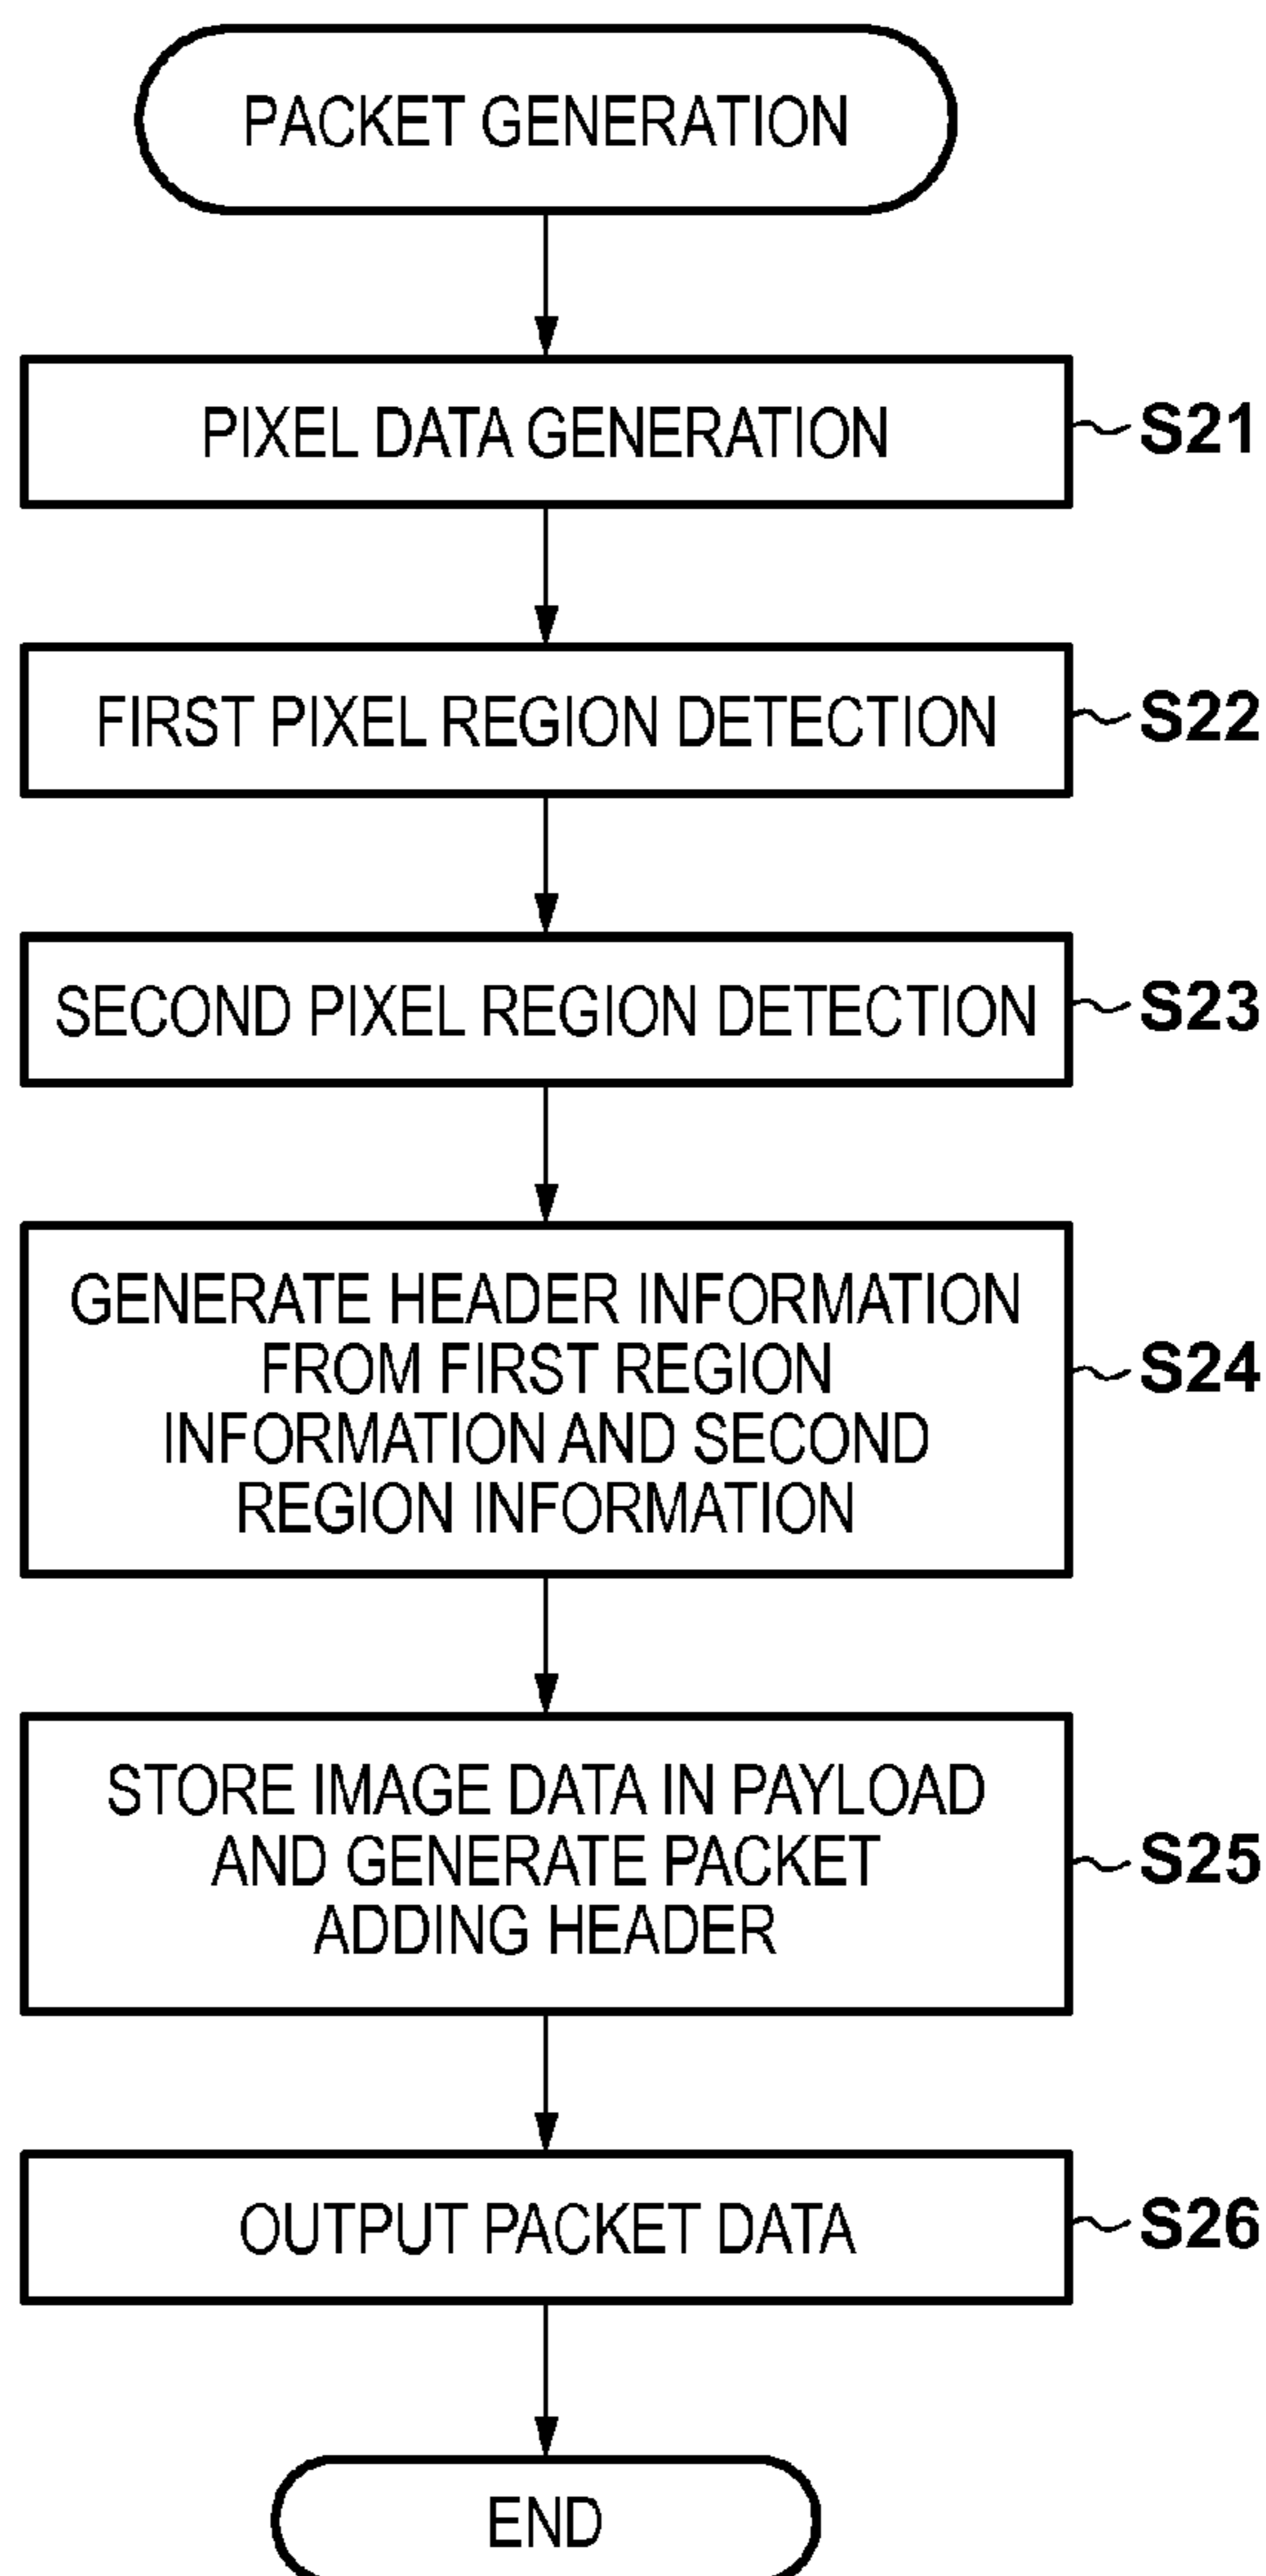 PACKET GENERATION
PIXEL DATA GENERATION
S21
FIRST PIXEL REGION DETECTION
S22
SECOND PIXEL REGION DETECTION
S23
GENERATE HEADER INFORMATION
FROM FIRST REGION
INFORMATION AND SECOND
REGION INFORMATION
S24
STORE IMAGE DATA IN PAYLOAD
AND GENERATE PACKET
ADDING HEADER
S25
OUTPUT PACKET DATA
S26
END